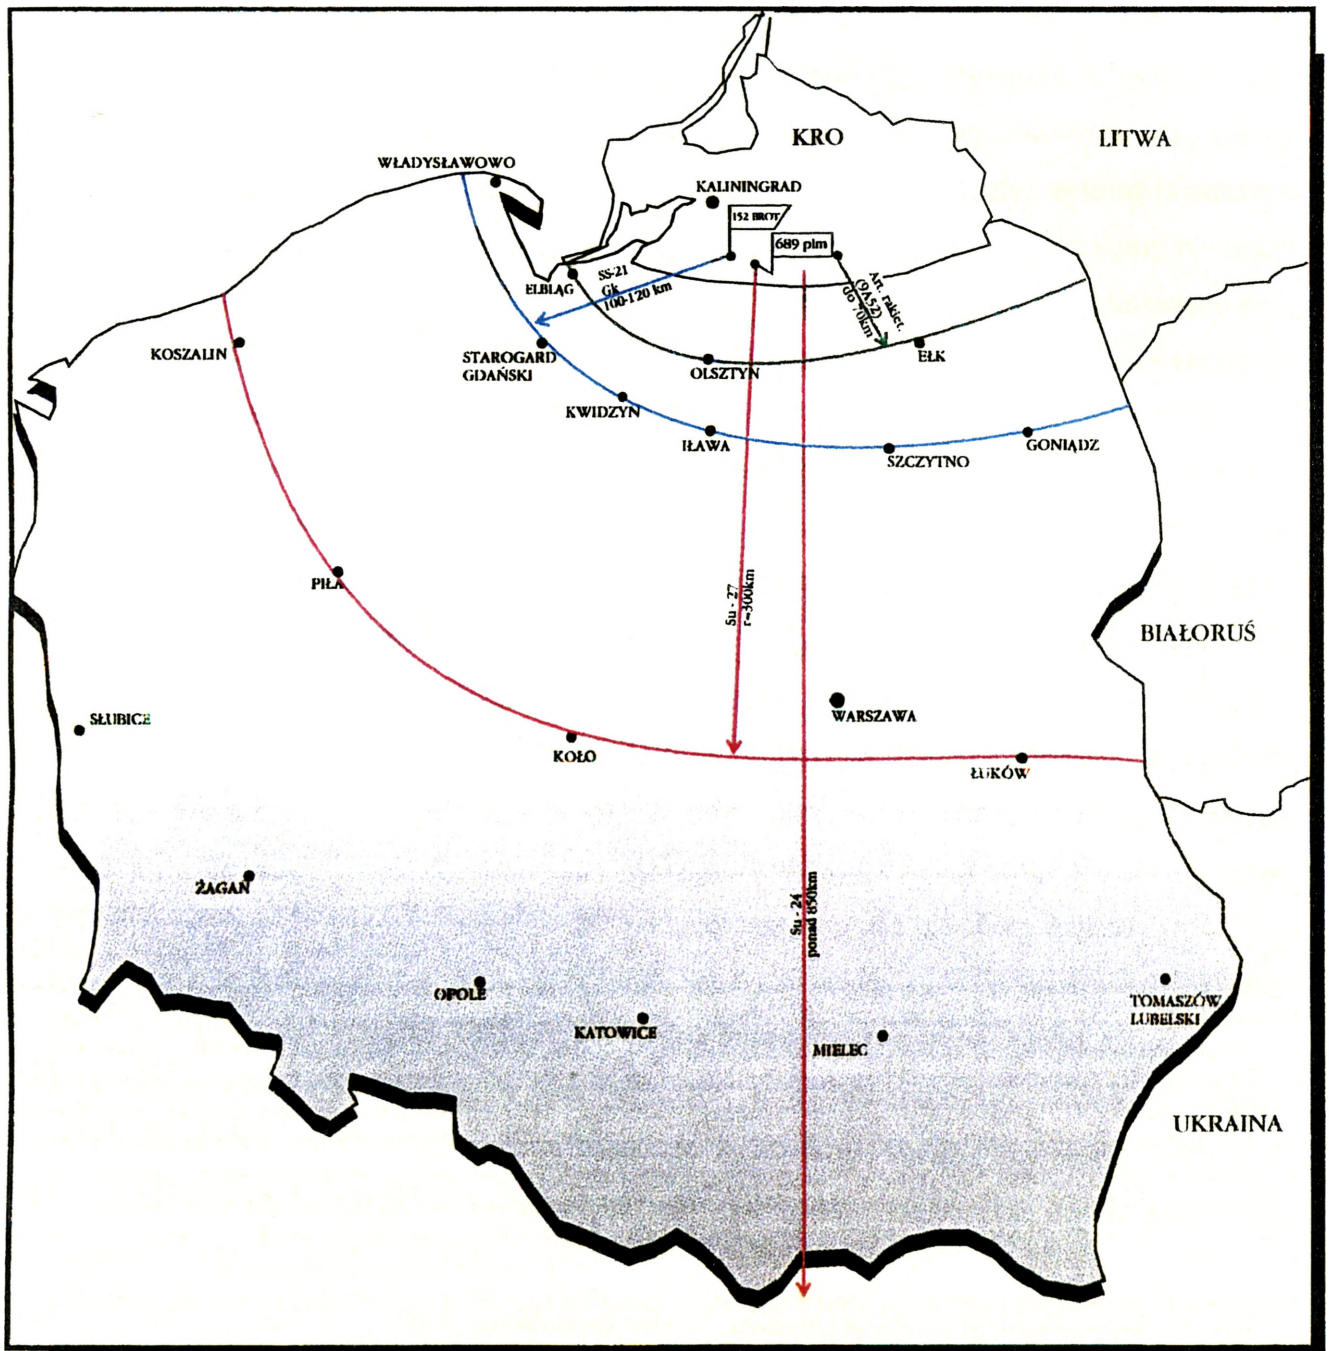 KRO
LITWA
WŁADYSŁAWOWO
KALININGRAD
152 BROT
689 plm
ELBLĄG
SS-21
Gk
100-120 km
Art. rakiet.
(9A52)
do 70km
KOSZALIN
STAROGARD
GDAŃSKI
OLSZTYN
EŁK
KWIDZYN
IŁAWA
SZCZYTNO
GONIĄDZ
PIŁA
Su - 27
r=300km
BIAŁORUŚ
SŁUBICE
WARSZAWA
KOŁO
ŁUKÓW
ŻAGAŃ
Su - 24
ponad 850km
OPOLE
KATOWICE
MIELEC
TOMASZÓW
LUBELSKI
UKRAINA